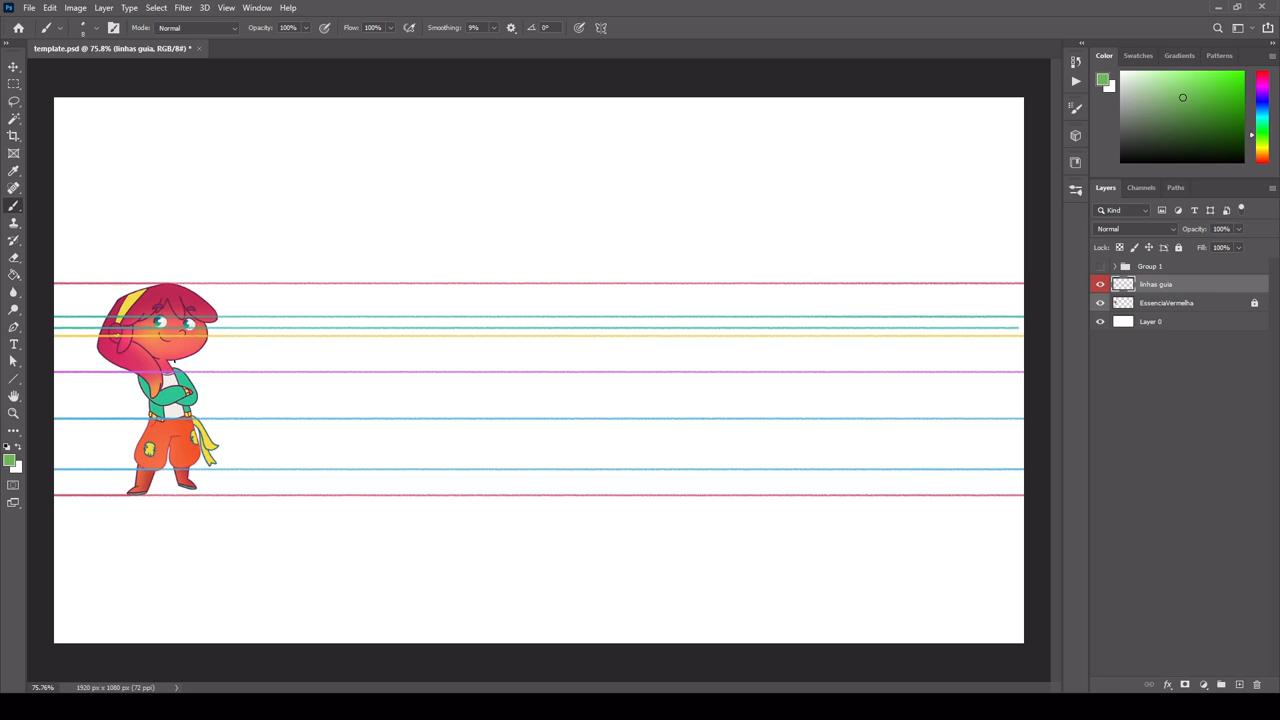 Ps File Edit Image Layer Type Select Filter 3D View Window Help
8 Mode: Normal Opacity: 100% Flow: 100% Smoothing: 9% 0°
template.psd @ 75.8% (linhas guia, RGB/8#) *
Color Swatches Gradients Patterns
Layers Channels Paths
Kind
Normal Opacity: 100%
Lock: Fill: 100%
Group 1
linhas guia
EssenciaVermelha
Layer 0
75.76% 1920 px x 1080 px (72 ppi)